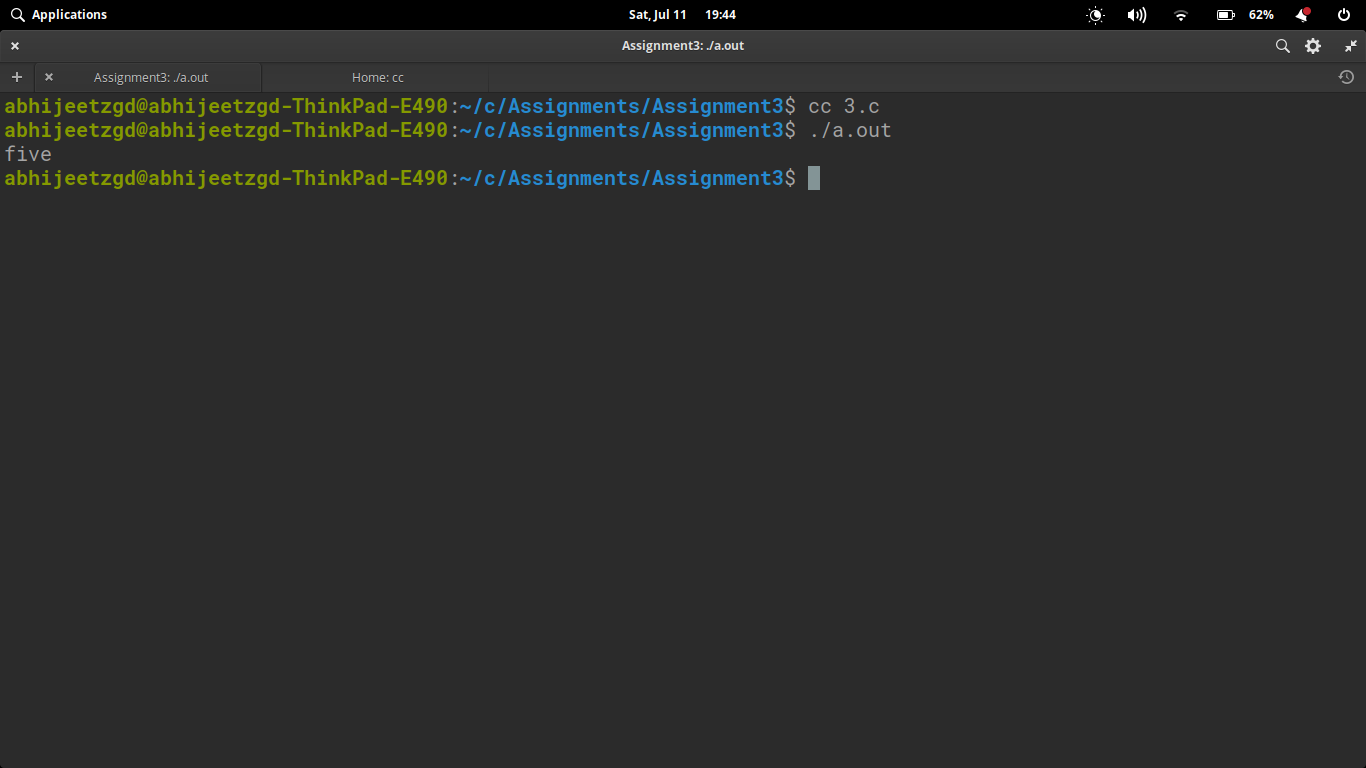 Applications
Sat, Jul 11 19:44
62%
Assignment3: ./a.out
Assignment3: ./a.out
Home: cc
abhijeetzgd@abhijeetzgd-ThinkPad-E490:~/c/Assignments/Assignment3$ cc 3.c
abhijeetzgd@abhijeetzgd-ThinkPad-E490:~/c/Assignments/Assignment3$ ./a.out
five
abhijeetzgd@abhijeetzgd-ThinkPad-E490:~/c/Assignments/Assignment3$